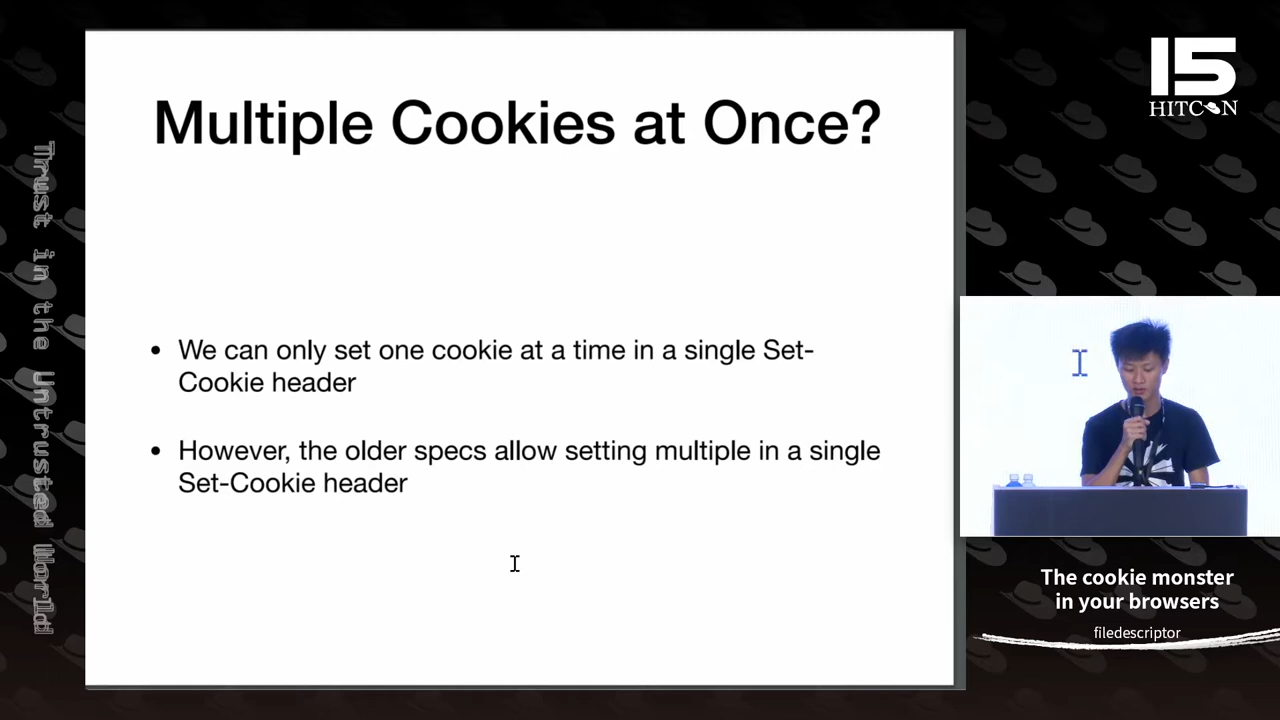 Multiple Cookies at Once?
• We can only set one cookie at a time in a single Set-
Cookie header
• However, the older specs allow setting multiple in a single
Set-Cookie header
Thrust in the Untrusted World
15
HITCON
The cookie monster
in your browsers
filedescriptor